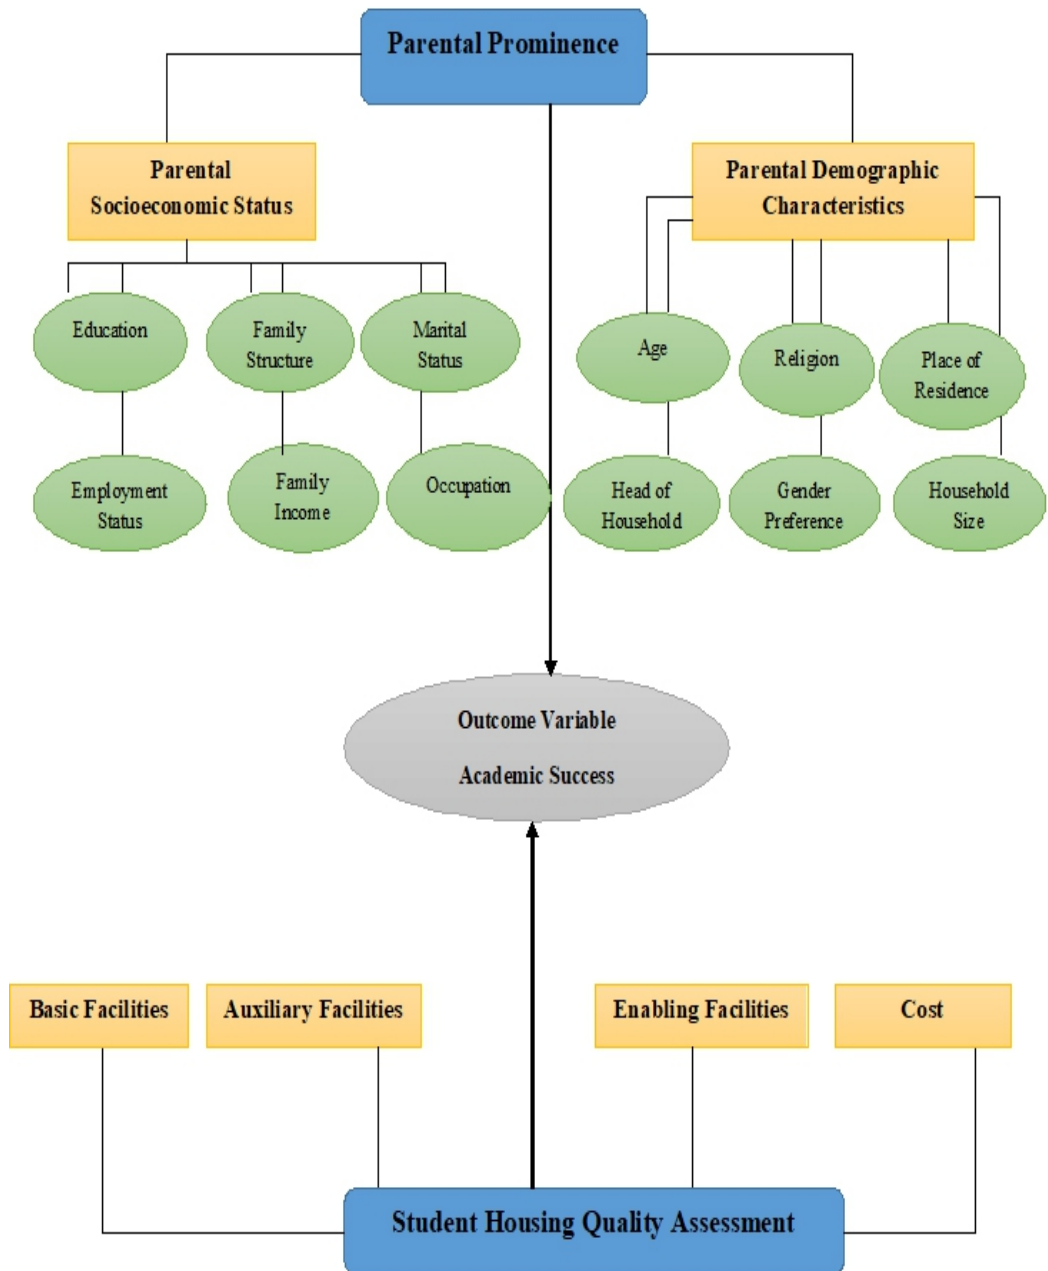 Parental Prominence
Parental
Socioeconomic Status
Parental Demographic
Characteristics
Education
Family
Structure
Marital
Status
Age
Religion
Place of
Residence
Employment
Status
Family
Income
Occupation
Head of
Household
Gender
Preference
Household
Size
Outcome Variable
Academic Success
Basic Facilities
Auxiliary Facilities
Enabling Facilities
Cost
Student Housing Quality Assessment